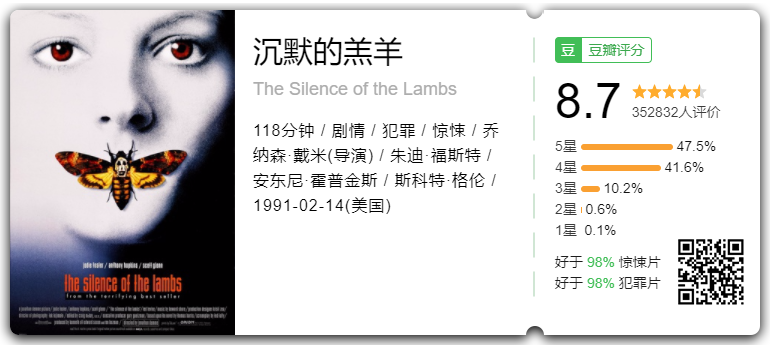 沉默的羔羊
The Silence of the Lambs
118分钟 / 剧情 / 犯罪 / 惊悚 / 乔
纳森·戴米(导演) / 朱迪·福斯特 /
安东尼·霍普金斯 / 斯科特·格伦 /
1991-02-14(美国)
豆 豆瓣评分
8.7
352832人评价
5星 47.5%
4星 41.6%
3星 10.2%
2星 0.6%
1星 0.1%
好于 98% 惊悚片
好于 98% 犯罪片
jodie foster / anthony hopkins / scott glenn
the silence of the lambs
from the terrifying best seller